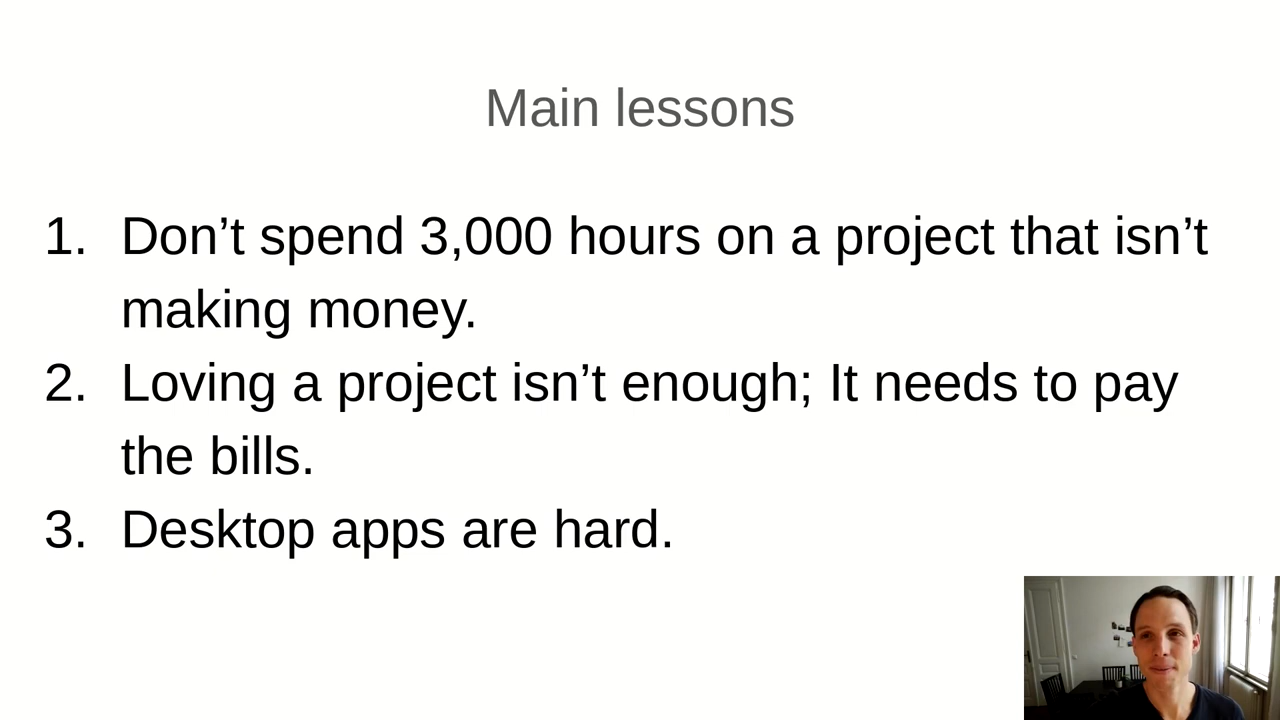 Main lessons
1. Don’t spend 3,000 hours on a project that isn’t
making money.
2. Loving a project isn’t enough; It needs to pay
the bills.
3. Desktop apps are hard.